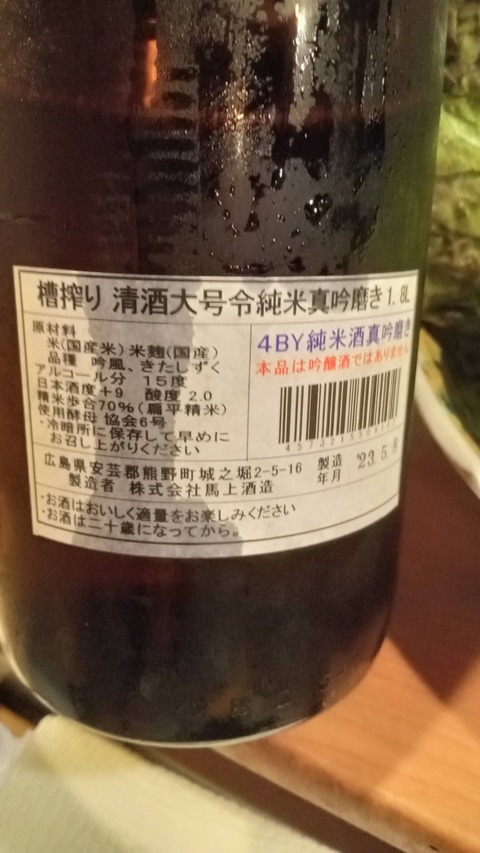 槽搾り 清酒大号令純米真吟磨き1.8L
原材料
米(国産米)米麹(国産)
品種 吟風、きたしずく
アルコール分 15度
日本酒度+9 酸度2.0
精米歩合70%(扁平精米)
使用酵母 協会6号
・冷暗所に保存して早めに
お召し上がりください
4BY純米酒真吟磨き
本品は吟醸酒ではありません
広島県安芸郡熊野町城之堀2-5-16
製造者 株式会社馬上酒造
製造
年月
'23.5.
・お酒はおいしく適量をお楽しみください
・お酒は二十歳になってから。